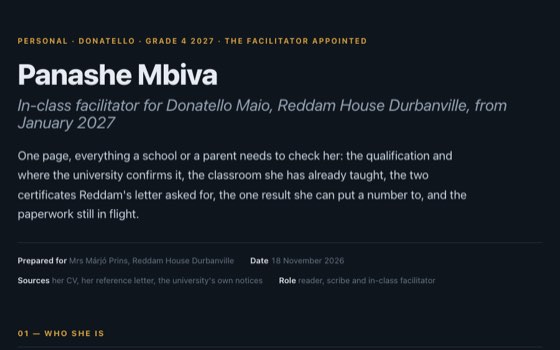 PERSONAL · DONATELLO · GRADE 4 2027 · THE FACILITATOR APPOINTED
Panashe Mbiva
In-class facilitator for Donatello Maio, Reddam House Durbanville, from
January 2027
One page, everything a school or a parent needs to check her: the qualification and
where the university confirms it, the classroom she has already taught, the two
certificates Reddam's letter asked for, the one result she can put a number to, and the
paperwork still in flight.
Prepared for Mrs Márjó Prins, Reddam House Durbanville Date 18 November 2026
Sources her CV, her reference letter, the university's own notices Role reader, scribe and in-class facilitator
01 — WHO SHE IS